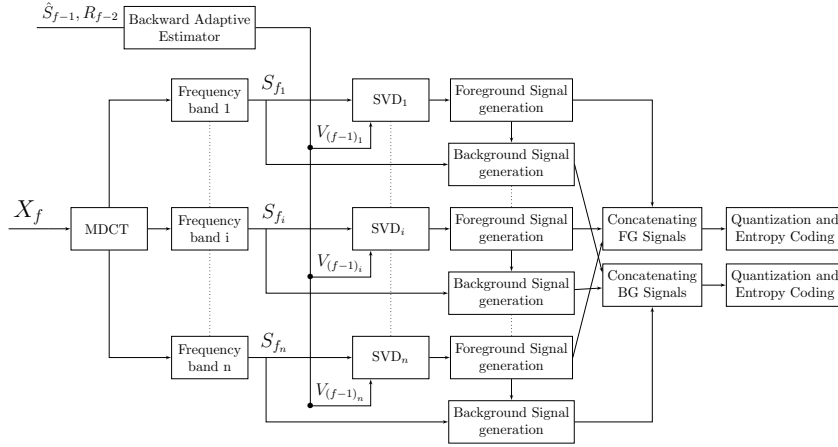 Ŝ_{f−1}, R_{f−2}
Backward Adaptive
Estimator
Frequency
band 1
S_{f_1}
SVD_1
Foreground Signal
generation
V_{(f−1)_1}
Background Signal
generation
X_f
MDCT
Frequency
band i
S_{f_i}
SVD_i
Foreground Signal
generation
Concatenating
FG Signals
Quantization and
Entropy Coding
V_{(f−1)_i}
Background Signal
generation
Concatenating
BG Signals
Quantization and
Entropy Coding
Frequency
band n
S_{f_n}
SVD_n
Foreground Signal
generation
V_{(f−1)_n}
Background Signal
generation